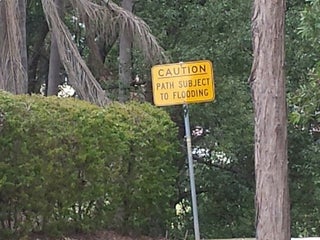 CAUTION
PATH SUBJECT
TO FLOODING